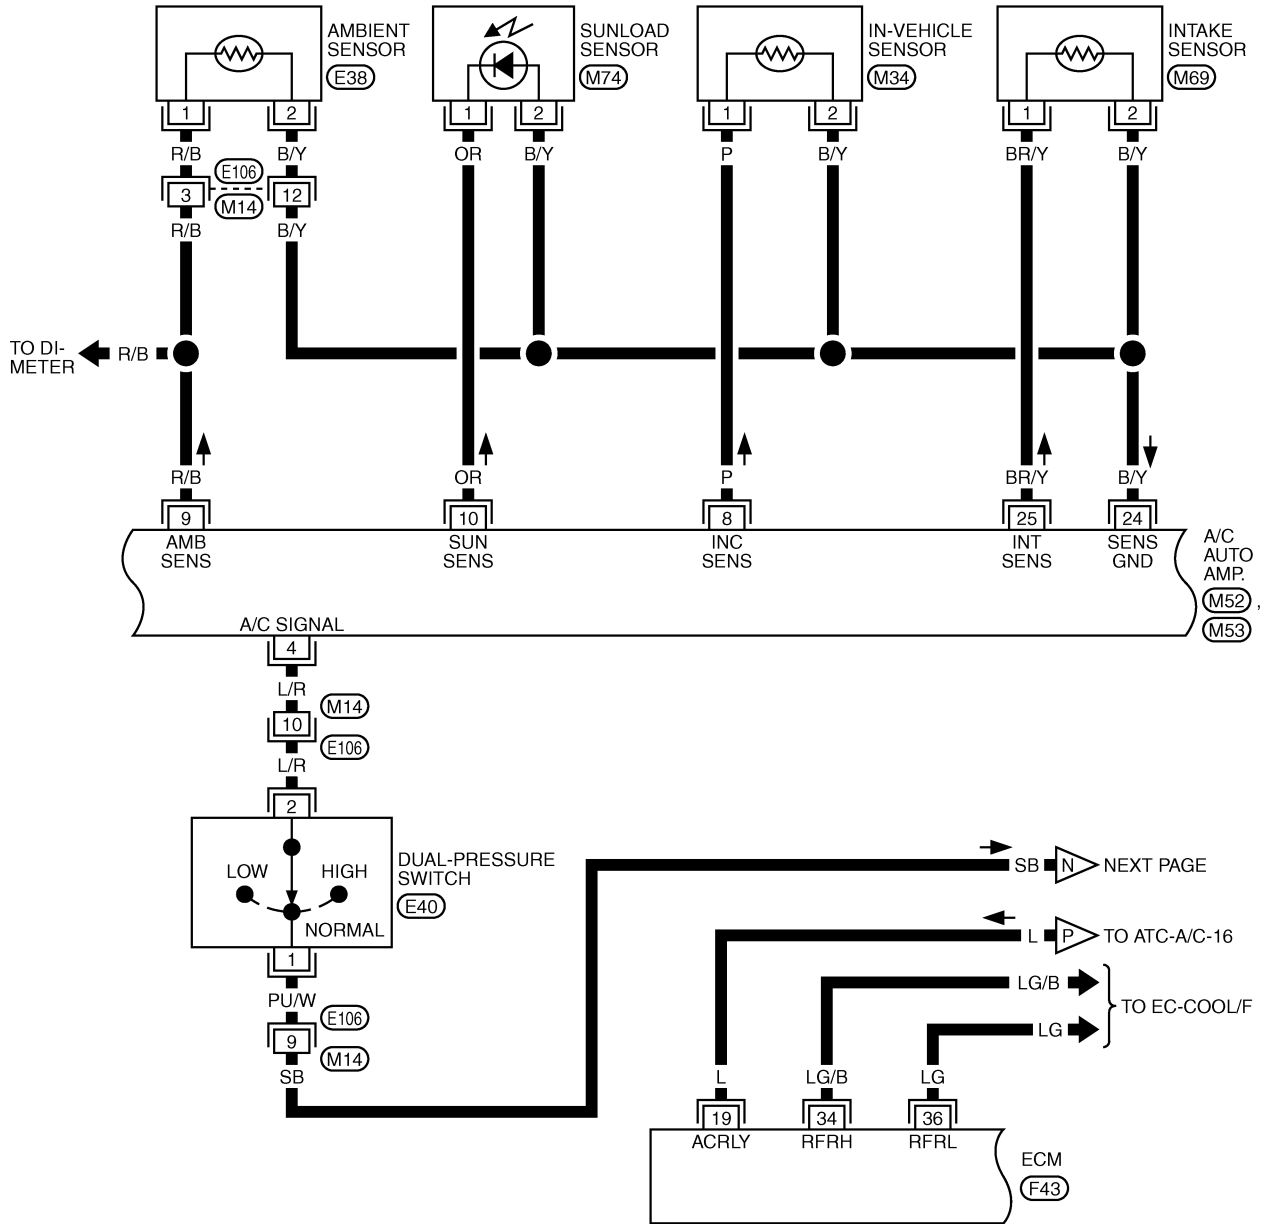 AMBIENT
SENSOR
E38
SUNLOAD
SENSOR
M74
IN-VEHICLE
SENSOR
M34
INTAKE
SENSOR
M69
1 2 1 2 1 2 1 2
R/B B/Y OR B/Y P B/Y BR/Y B/Y
E106
3 12
M14
R/B B/Y
TO DI-
METER
R/B
R/B OR P BR/Y B/Y
9 10 8 25 24
AMB
SENS
SUN
SENS
INC
SENS
INT
SENS
SENS
GND
A/C
AUTO
AMP.
M52 ,
M53
A/C SIGNAL
4
L/R
M14
10
E106
L/R
2
DUAL-PRESSURE
SWITCH
E40
LOW HIGH
NORMAL
1
PU/W
E106
9
M14
SB
SB N NEXT PAGE
L P TO ATC-A/C-16
LG/B
TO EC-COOL/F
LG
L LG/B LG
19 34 36
ACRLY RFRH RFRL
ECM
F43